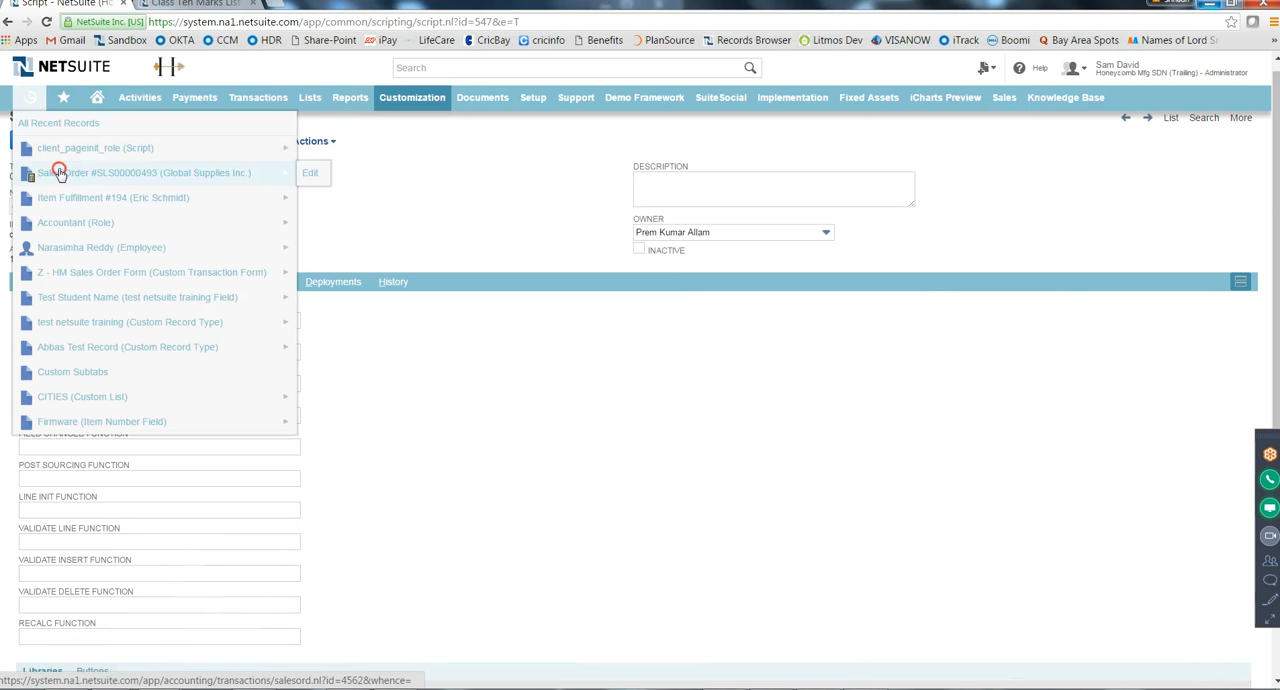 Script - NetSuite (Ho
Class Ten Marks List
NetSuite Inc. [US]
https://system.na1.netsuite.com/app/common/scripting/script.nl?id=547&e=T
Apps
Gmail
Sandbox
OKTA
CCM
HDR
Share-Point
iPay
LifeCare
CricBay
cricinfo
Benefits
PlanSource
Records Browser
Litmos Dev
VISANOW
iTrack
Boomi
Bay Area Spots
Names of Lord S
NETSUITE
Search
Help
Sam David
Honeycomb Mfg SDN (Trailing) - Administrator
Activities
Payments
Transactions
Lists
Reports
Customization
Documents
Setup
Support
Demo Framework
SuiteSocial
Implementation
Fixed Assets
iCharts Preview
Sales
Knowledge Base
List
Search
More
All Recent Records
client_pageinit_role (Script)
Sales Order #SLS00000493 (Global Supplies Inc.)
Edit
Item Fulfillment #194 (Eric Schmidt)
Accountant (Role)
Narasimha Reddy (Employee)
Z - HM Sales Order Form (Custom Transaction Form)
Test Student Name (test netsuite training Field)
test netsuite training (Custom Record Type)
Abbas Test Record (Custom Record Type)
Custom Subtabs
CITIES (Custom List)
Firmware (Item Number Field)
ctions
DESCRIPTION
OWNER
Prem Kumar Allam
INACTIVE
Deployments
History
FIELD CHANGED FUNCTION
POST SOURCING FUNCTION
LINE INIT FUNCTION
VALIDATE LINE FUNCTION
VALIDATE INSERT FUNCTION
VALIDATE DELETE FUNCTION
RECALC FUNCTION
Libraries
Buttons
https://system.na1.netsuite.com/app/accounting/transactions/salesord.nl?id=4562&whence=